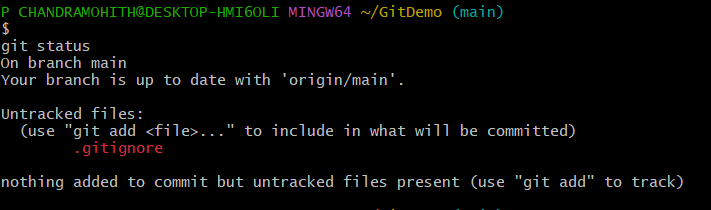 P CHANDRAMOHITH@DESKTOP-HMI6OLI MINGW64 ~/GitDemo (main)
$
git status
On branch main
Your branch is up to date with 'origin/main'.
Untracked files:
  (use "git add <file>..." to include in what will be committed)
        .gitignore
nothing added to commit but untracked files present (use "git add" to track)